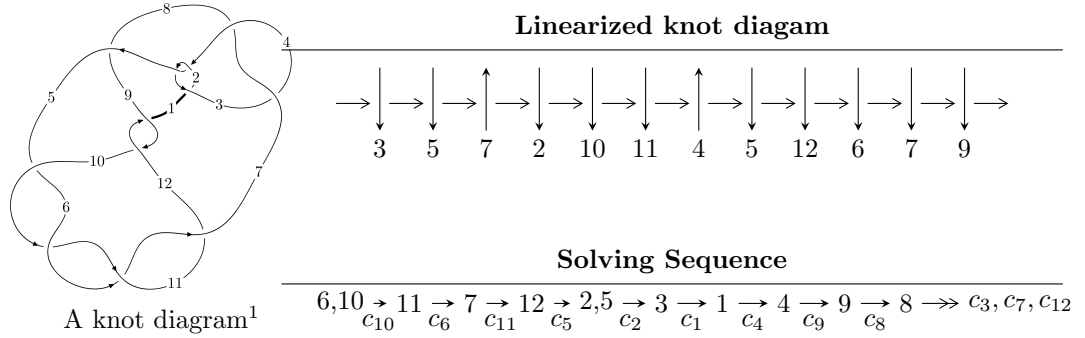 8
4
2
5
9
3
1
10
7
12
6
11
A knot diagram¹
Linearized knot diagam
3 5 7 2 10 11 4 5 12 6 7 9
Solving Sequence
6,10 → 11 → 7 → 12 → 2,5 → 3 → 1 → 4 → 9 → 8 →→ c₃, c₇, c₁₂
c₁₀ c₆ c₁₁ c₅ c₂ c₁ c₄ c₉ c₈